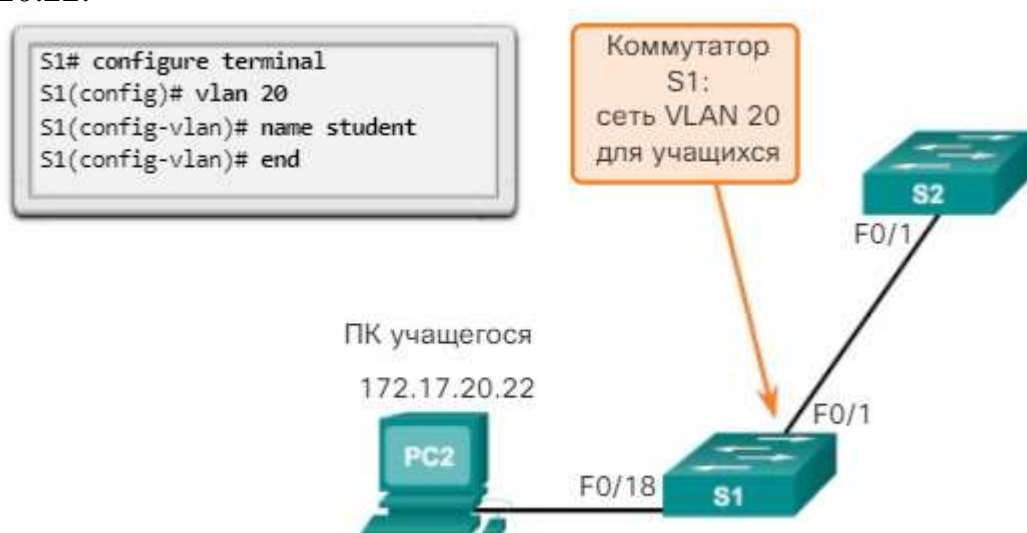 S1# configure terminal
S1(config)# vlan 20
S1(config-vlan)# name student
S1(config-vlan)# end
Коммутатор
S1:
сеть VLAN 20
для учащихся
S2
F0/1
ПК учащегося
172.17.20.22
F0/1
PC2
F0/18
S1